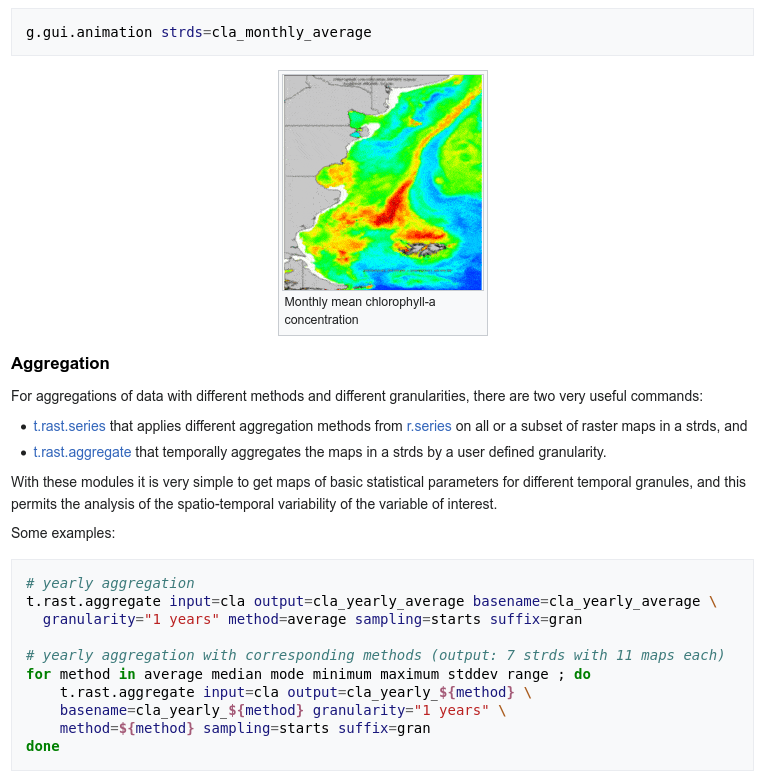 g.gui.animation strds=cla_monthly_average
Monthly mean chlorophyll-a
concentration
Aggregation
For aggregations of data with different methods and different granularities, there are two very useful commands:
• t.rast.series that applies different aggregation methods from r.series on all or a subset of raster maps in a strds, and
• t.rast.aggregate that temporally aggregates the maps in a strds by a user defined granularity.
With these modules it is very simple to get maps of basic statistical parameters for different temporal granules, and this
permits the analysis of the spatio-temporal variability of the variable of interest.
Some examples:
# yearly aggregation
t.rast.aggregate input=cla output=cla_yearly_average basename=cla_yearly_average \
  granularity="1 years" method=average sampling=starts suffix=gran
# yearly aggregation with corresponding methods (output: 7 strds with 11 maps each)
for method in average median mode minimum maximum stddev range ; do
    t.rast.aggregate input=cla output=cla_yearly_${method} \
    basename=cla_yearly_${method} granularity="1 years" \
    method=${method} sampling=starts suffix=gran
done